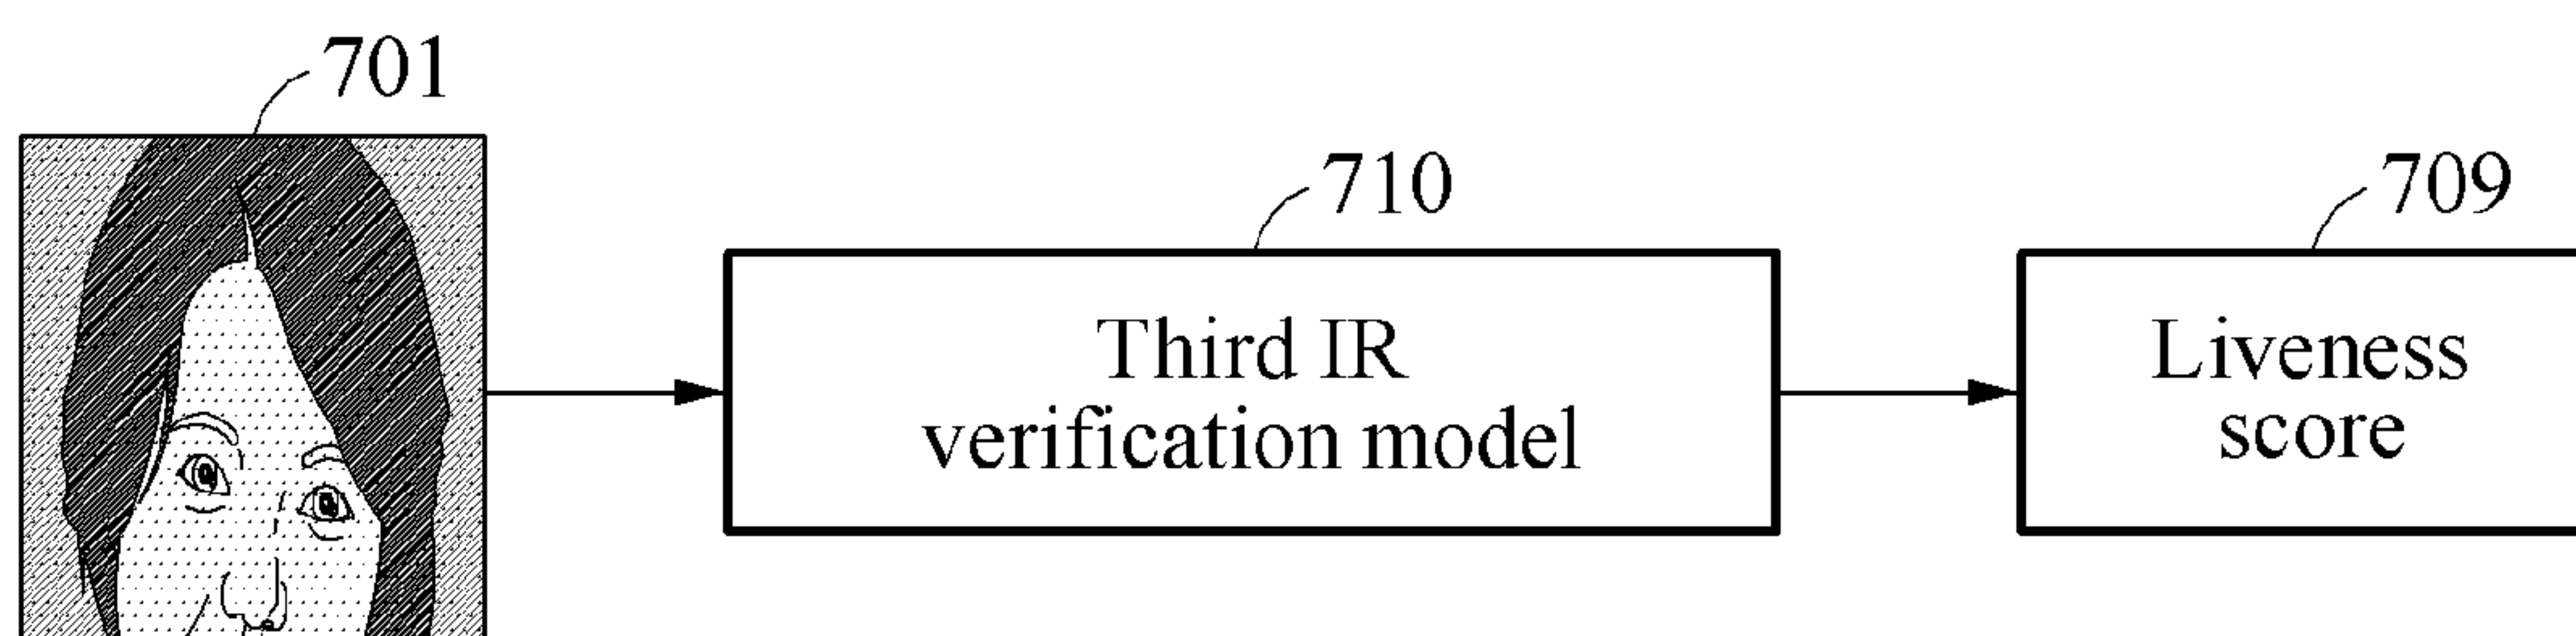 701
710
709
Third IR
verification model
Liveness
score